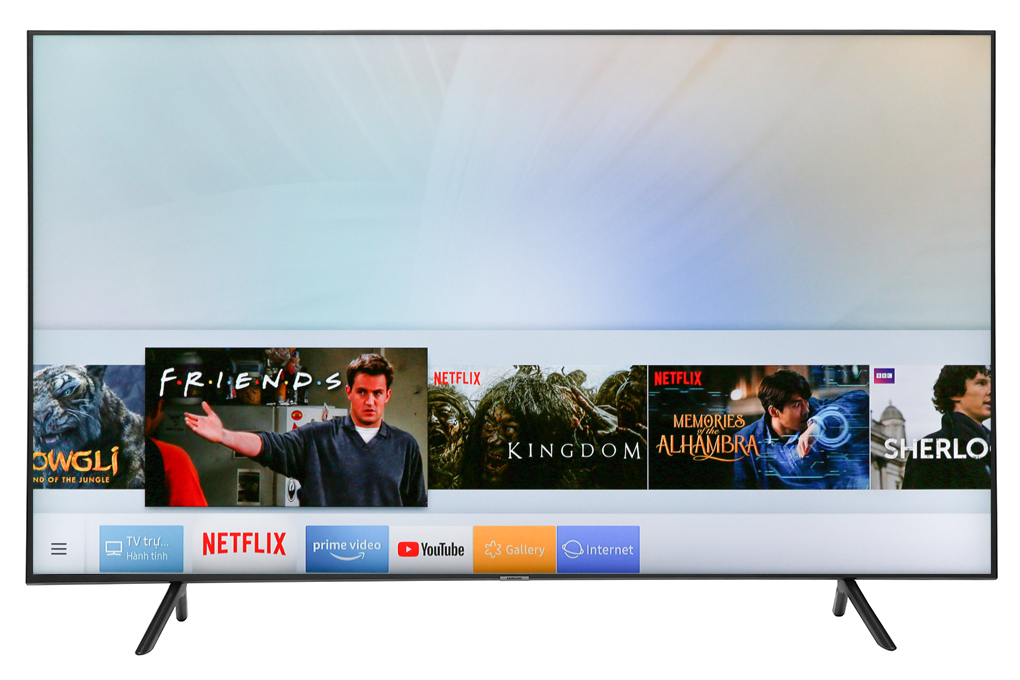 F·R·I·E·N·D·S
NETFLIX
KINGDOM
NETFLIX
MEMORIES
of the
ALHAMBRA
BBC
SHERLO
OWGLI
ND OF THE JUNGLE
TV trự...
Hành tinh
NETFLIX
prime video
YouTube
Gallery
Internet
SAMSUNG